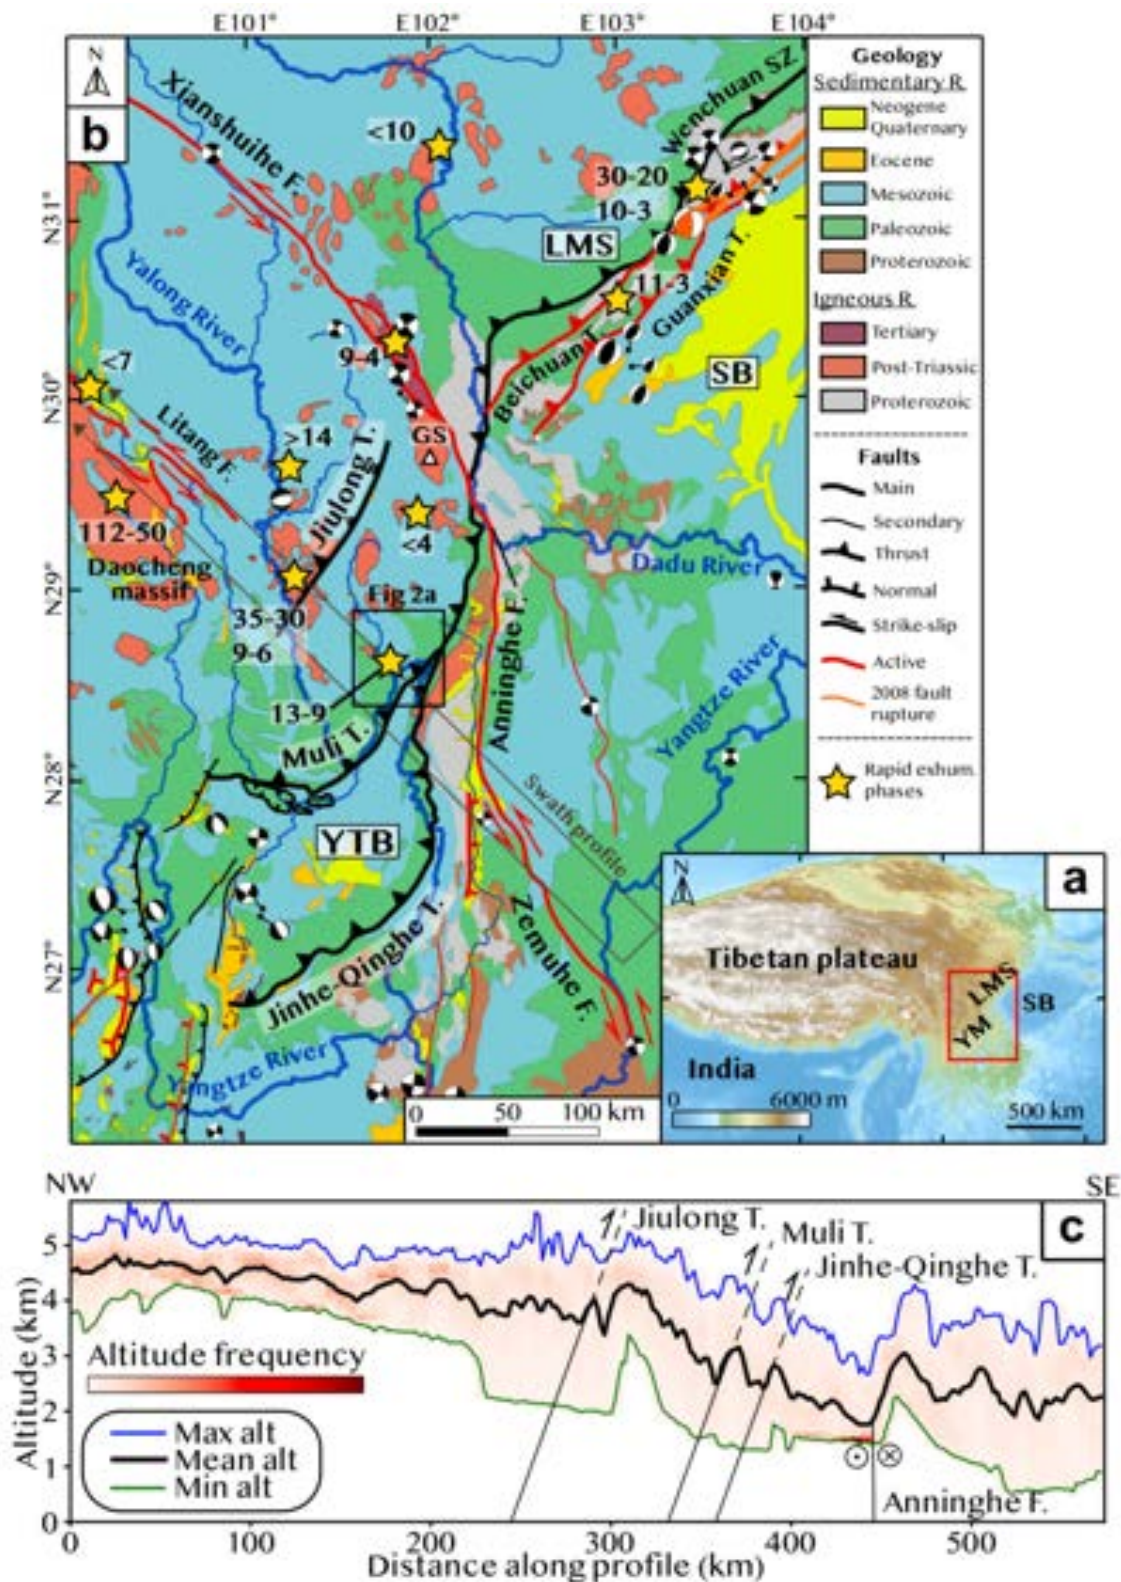 E101° E102° E103° E104°
N
b
Xianshuihe F.
<10
Wenchuan SZ
30-20
10-3
LMS
N31°
Yalong River
11-3
Guanxian T.
9-4
Beichuan T.
SB
<7
N30°
Litang F.
>14
GS
Jiulong T.
112-50
<4
Daocheng
massif
Dadu River
N29°
Fig 2a
35-30
9-6
Anninghe F.
13-9
Muli T.
Yangtze River
N28°
Swath profile
YTB
Zemuhe F.
N27°
Jinhe-Qinghe T.
Yangtze River
0 50 100 km
Geology
Sedimentary R.
Neogene
Quaternary
Eocene
Mesozoic
Paleozoic
Proterozoic
Igneous R.
Tertiary
Post-Triassic
Proterozoic
Faults
Main
Secondary
Thrust
Normal
Strike-slip
Active
2008 fault
rupture
Rapid eshum.
phases
N
a
Tibetan plateau
LMS
SB
YM
India
0 6000 m
500 km
NW SE
c
Jiulong T.
Muli T.
Jinhe-Qinghe T.
Altitude (km)
5
4
3
2
1
0
Altitude frequency
Max alt
Mean alt
Min alt
Anninghe F.
0 100 200 300 400 500
Distance along profile (km)